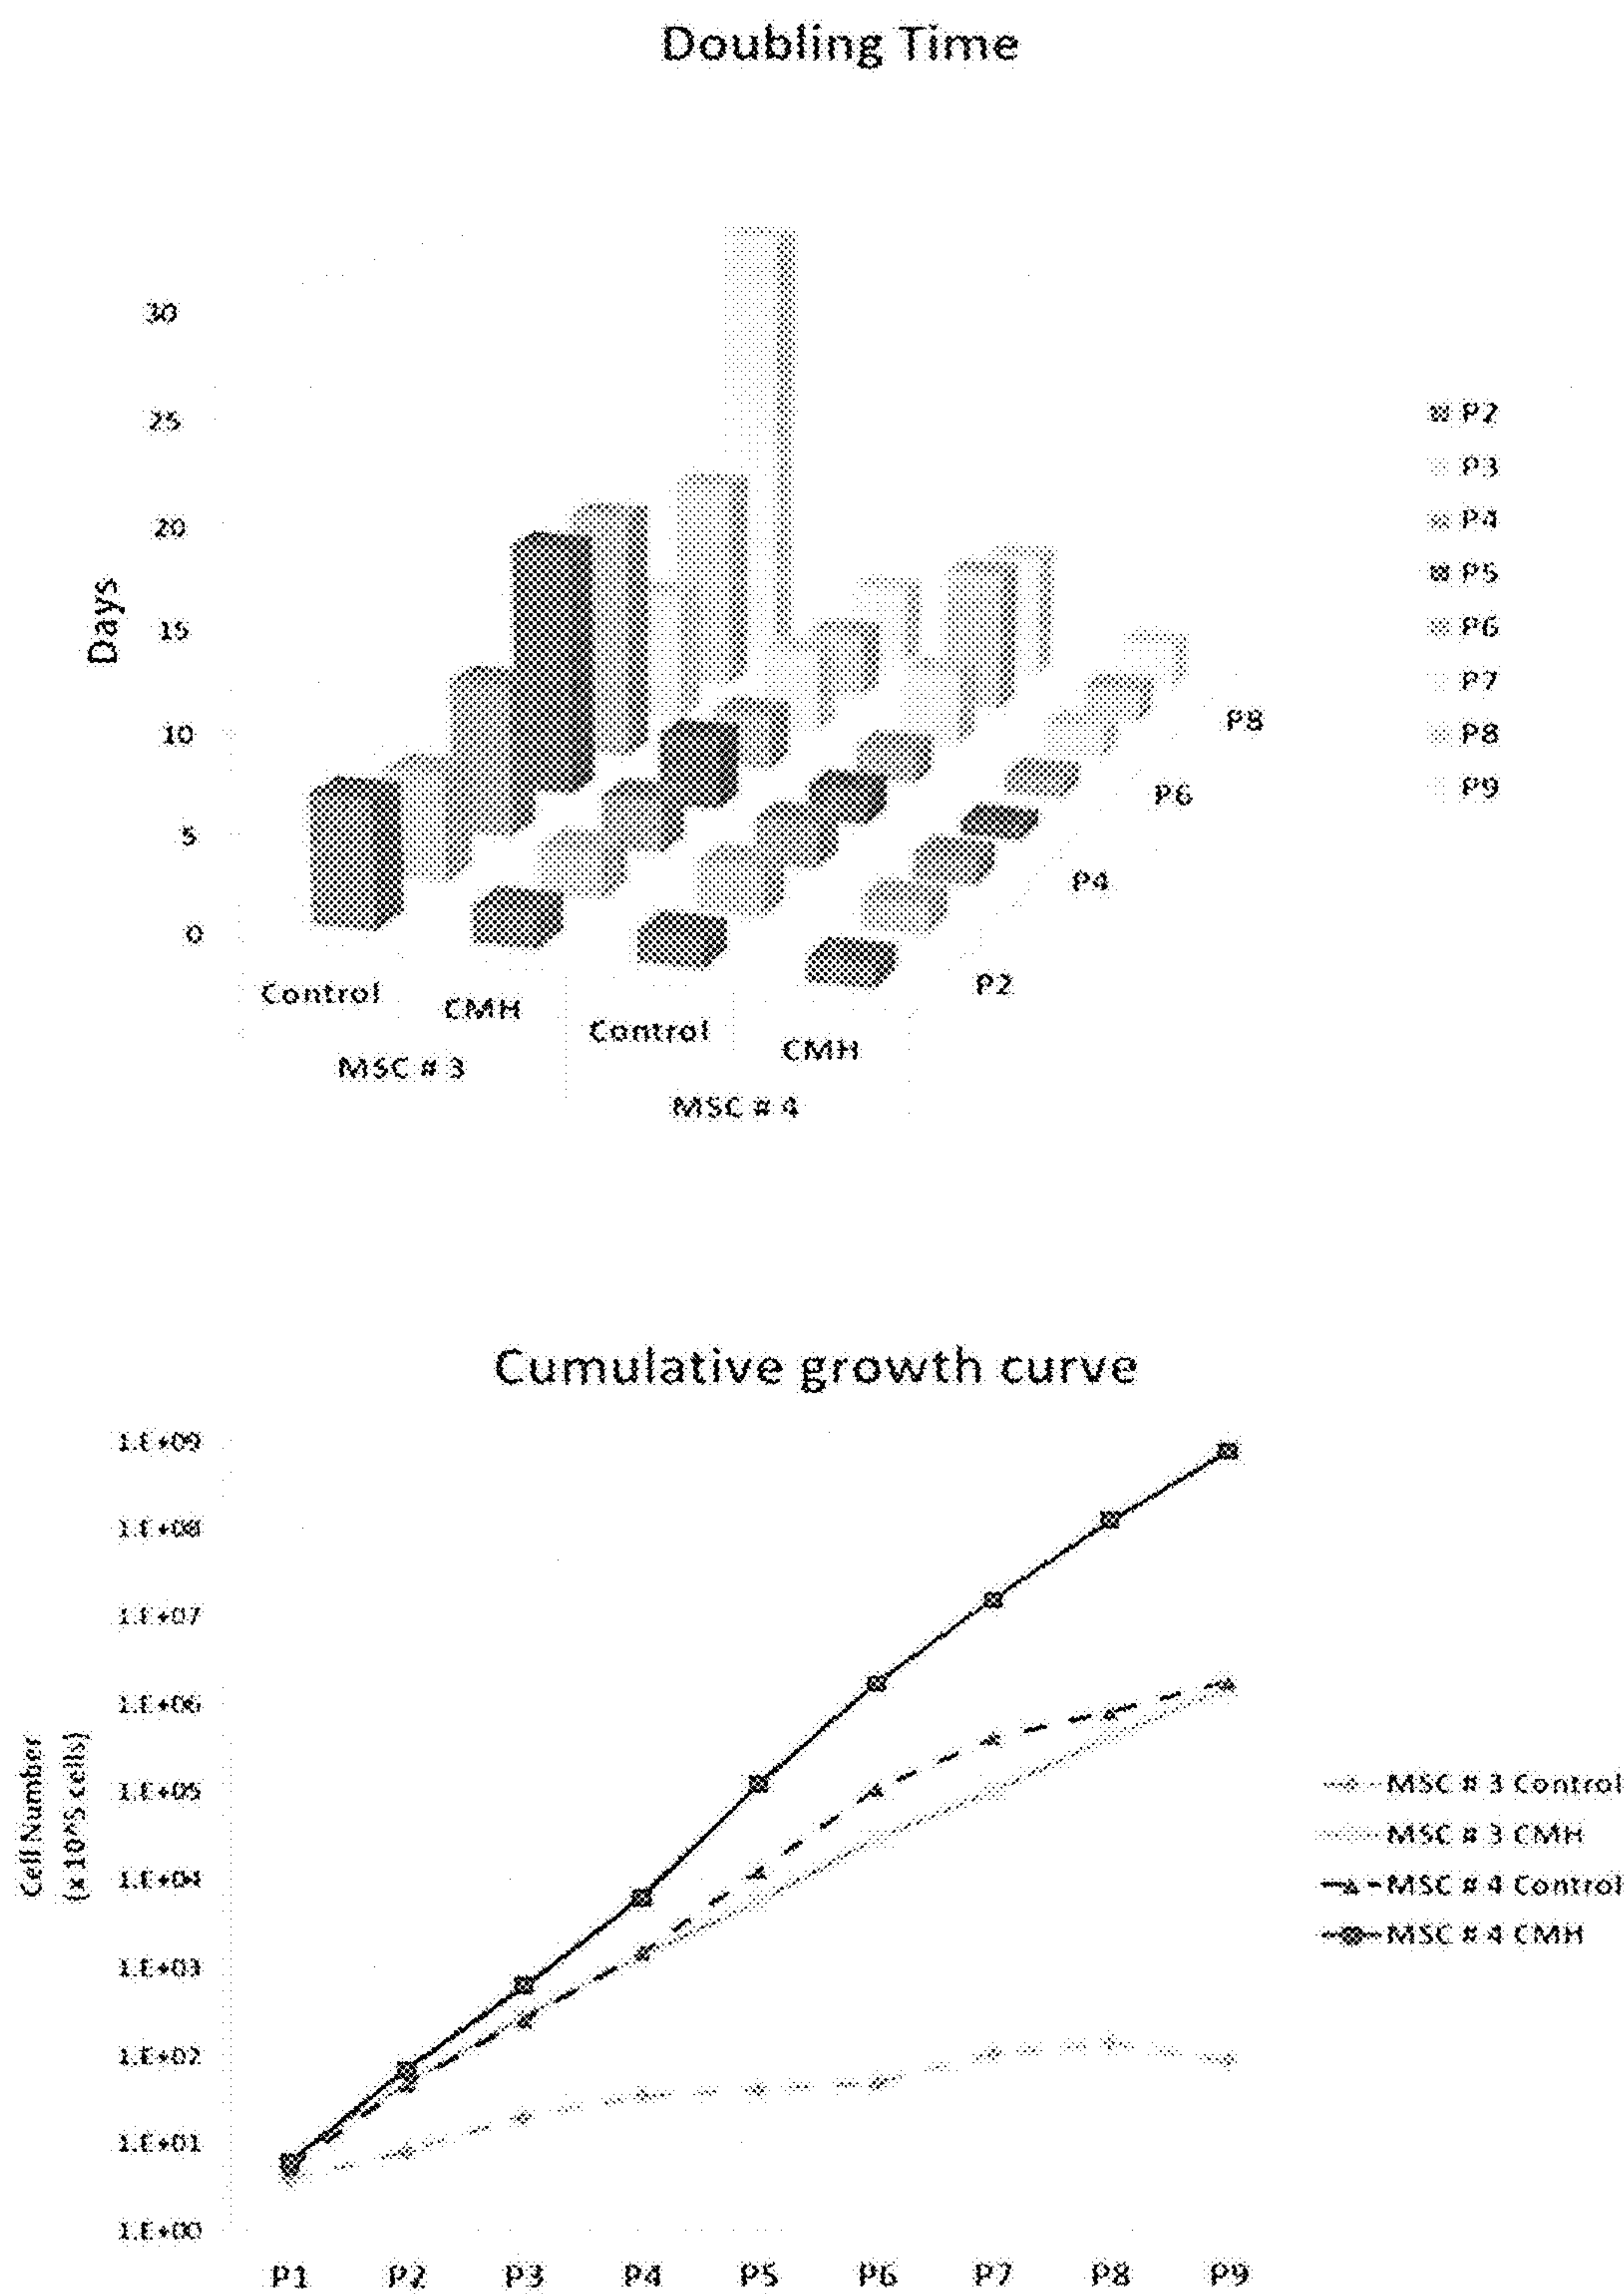 Doubling Time
30
25
20
15
10
5
0
Days
Control
CMH
Control
CMH
MSC # 3
MSC # 4
P2
P4
P6
P8
P2
P3
P4
P5
P6
P7
P8
P9
Cumulative growth curve
1.E+09
1.E+08
1.E+07
1.E+06
1.E+05
1.E+04
1.E+03
1.E+02
1.E+01
1.E+00
Cell Number
(x 10^5 cells)
P1 P2 P3 P4 P5 P6 P7 P8 P9
MSC # 3 Control
MSC # 3 CMH
MSC # 4 Control
MSC # 4 CMH